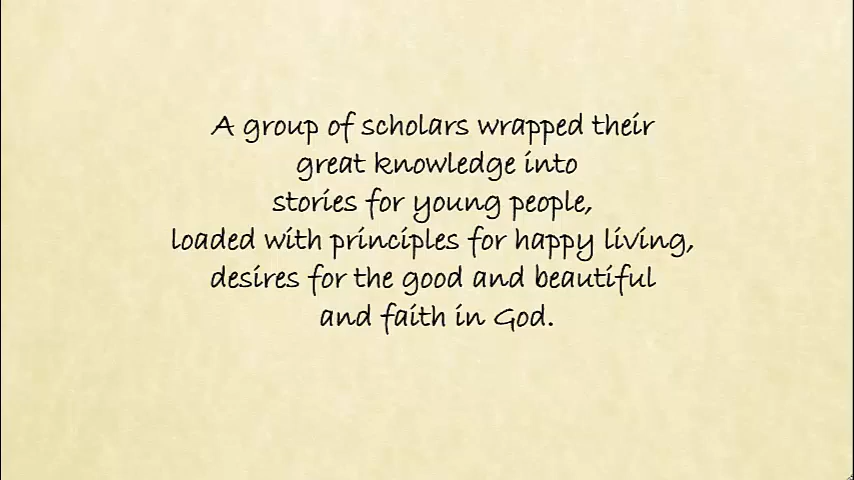 A group of scholars wrapped their
great knowledge into
stories for young people,
loaded with principles for happy living,
desires for the good and beautiful
and faith in God.